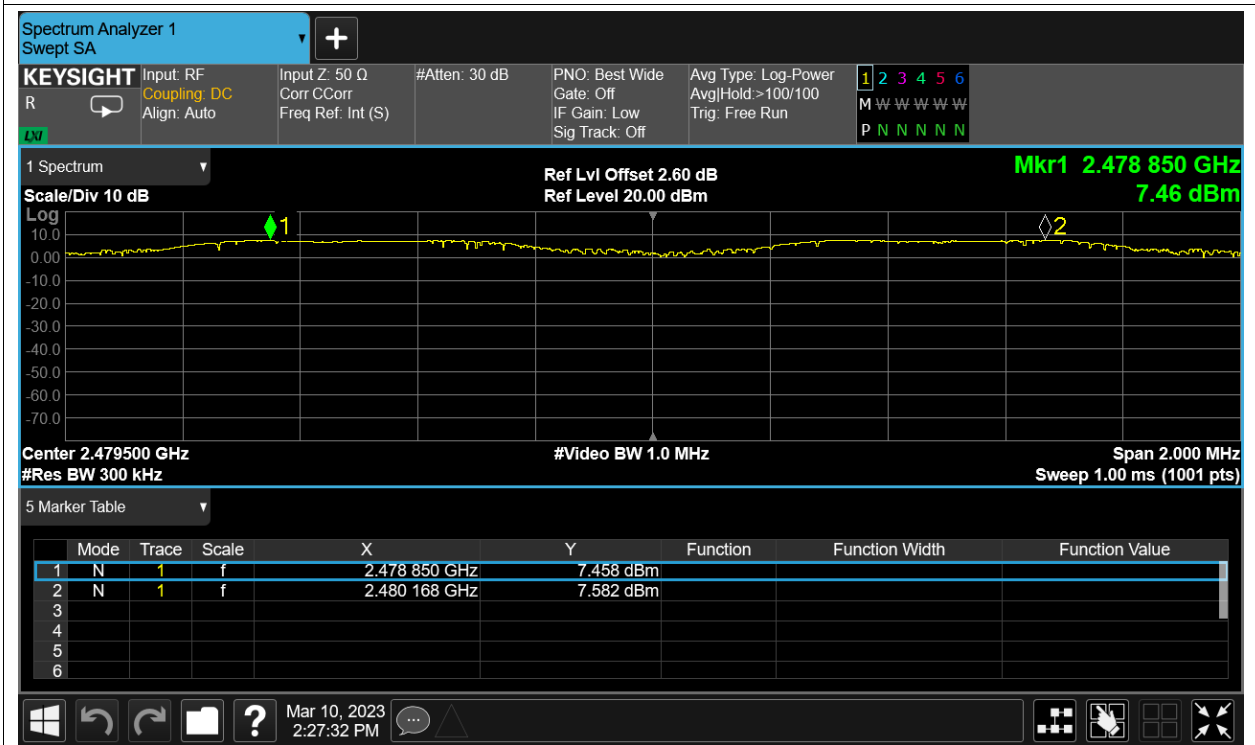 Spectrum Analyzer 1
Swept SA
+
KEYSIGHT Input: RF Input Z: 50 Ω #Atten: 30 dB PNO: Best Wide Avg Type: Log-Power 1 2 3 4 5 6
R Coupling: DC Corr CCorr Gate: Off Avg|Hold:>100/100 M W W W W W
Align: Auto Freq Ref: Int (S) IF Gain: Low Trig: Free Run
LXI Sig Track: Off P N N N N N
1 Spectrum Ref Lvl Offset 2.60 dB Mkr1 2.478 850 GHz
Scale/Div 10 dB Ref Level 20.00 dBm 7.46 dBm
Log
1 2
10.0
0.00
-10.0
-20.0
-30.0
-40.0
-50.0
-60.0
-70.0
Center 2.479500 GHz #Video BW 1.0 MHz Span 2.000 MHz
#Res BW 300 kHz Sweep 1.00 ms (1001 pts)
5 Marker Table
Mode Trace Scale X Y Function Function Width Function Value
1 N 1 f 2.478 850 GHz 7.458 dBm
2 N 1 f 2.480 168 GHz 7.582 dBm
3
4
5
6
? Mar 10, 2023
2:27:32 PM